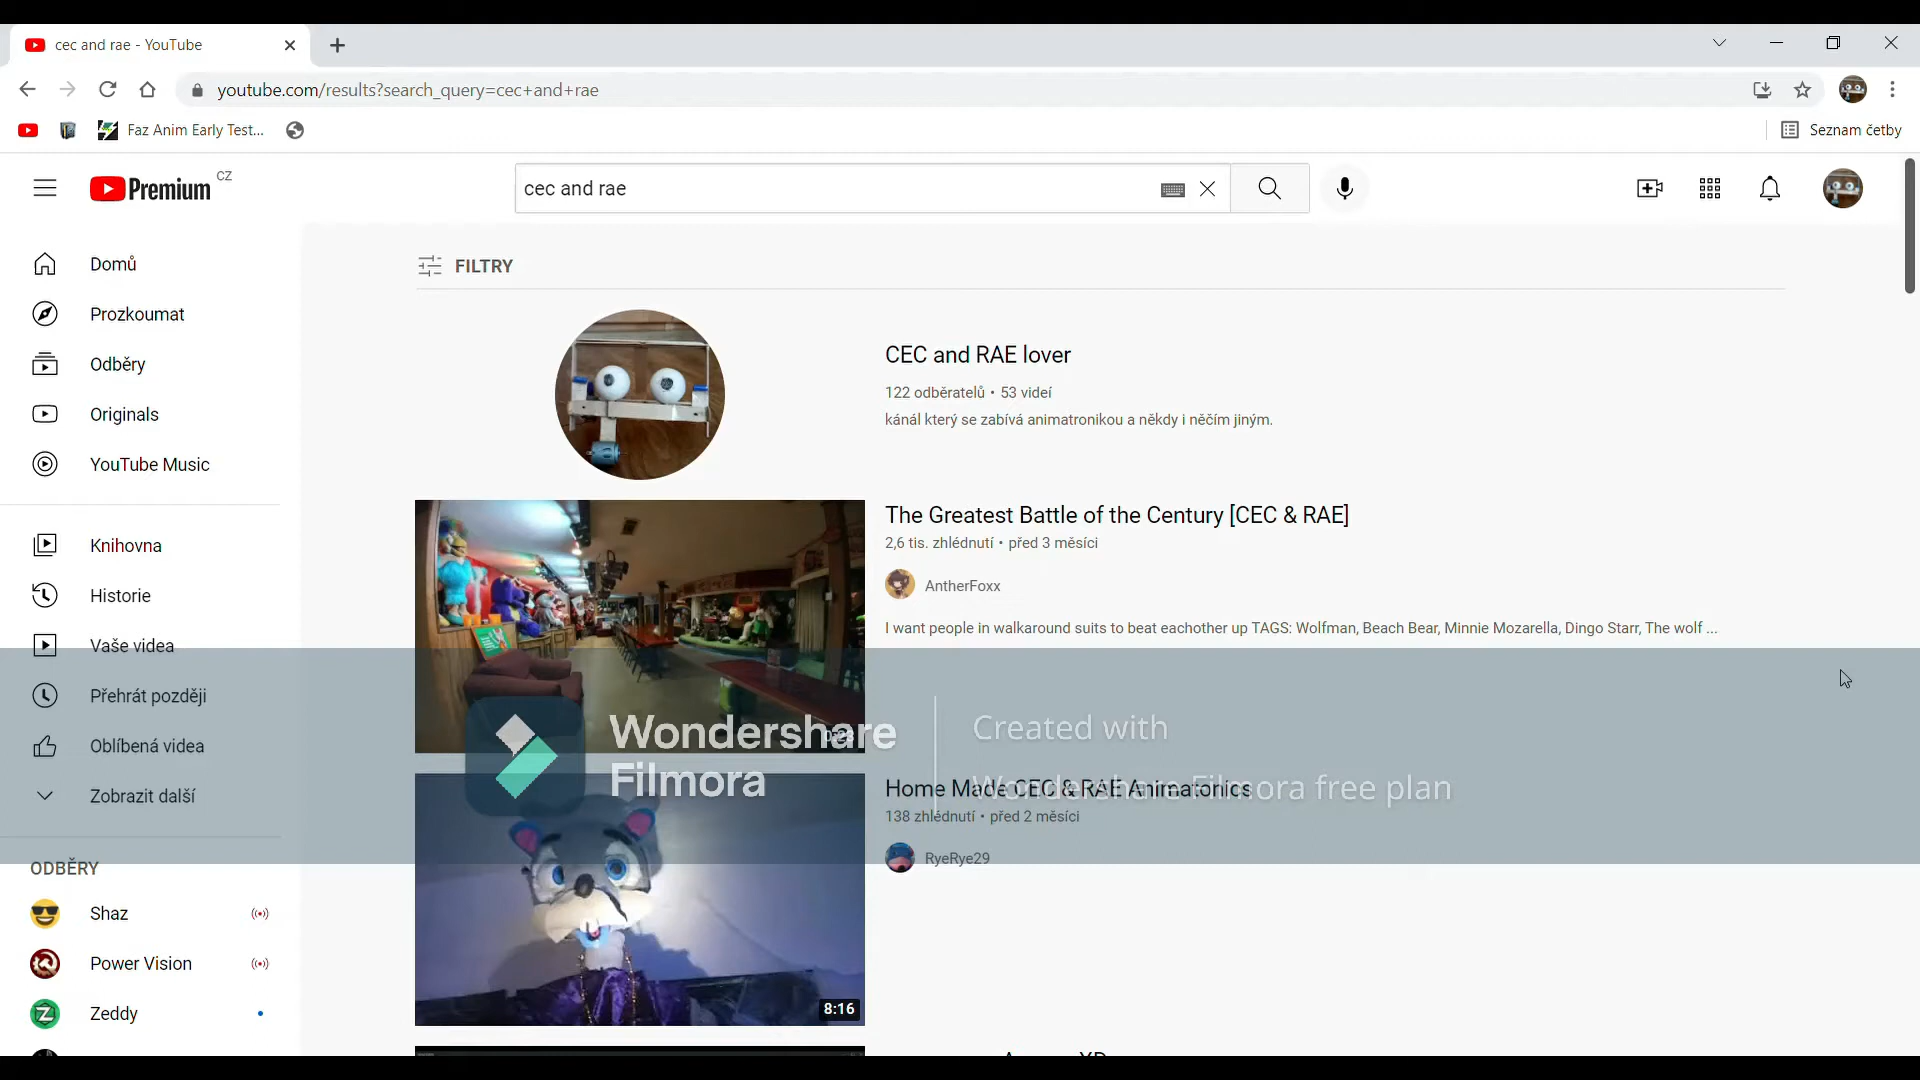 cec and rae - YouTube
youtube.com/results?search_query=cec+and+rae
Faz Anim Early Test...
Seznam četby
Premium CZ
cec and rae
Domů
Prozkoumat
Odběry
Originals
YouTube Music
Knihovna
Historie
Vaše videa
Přehrát později
Oblíbená videa
Zobrazit další
ODBĚRY
Shaz
Power Vision
Zeddy
FILTRY
CEC and RAE lover
122 odběratelů • 53 videí
kánál který se zabívá animatronikou a někdy i něčím jiným.
The Greatest Battle of the Century [CEC & RAE]
2,6 tis. zhlédnutí • před 3 měsíci
AntherFoxx
I want people in walkaround suits to beat eachother up TAGS: Wolfman, Beach Bear, Minnie Mozarella, Dingo Starr, The wolf ...
Home Made CEC & RAE Animatonics
138 zhlédnutí • před 2 měsíci
RyeRye29
8:16
Wondershare
Filmora
Created with
Wondershare Filmora free plan